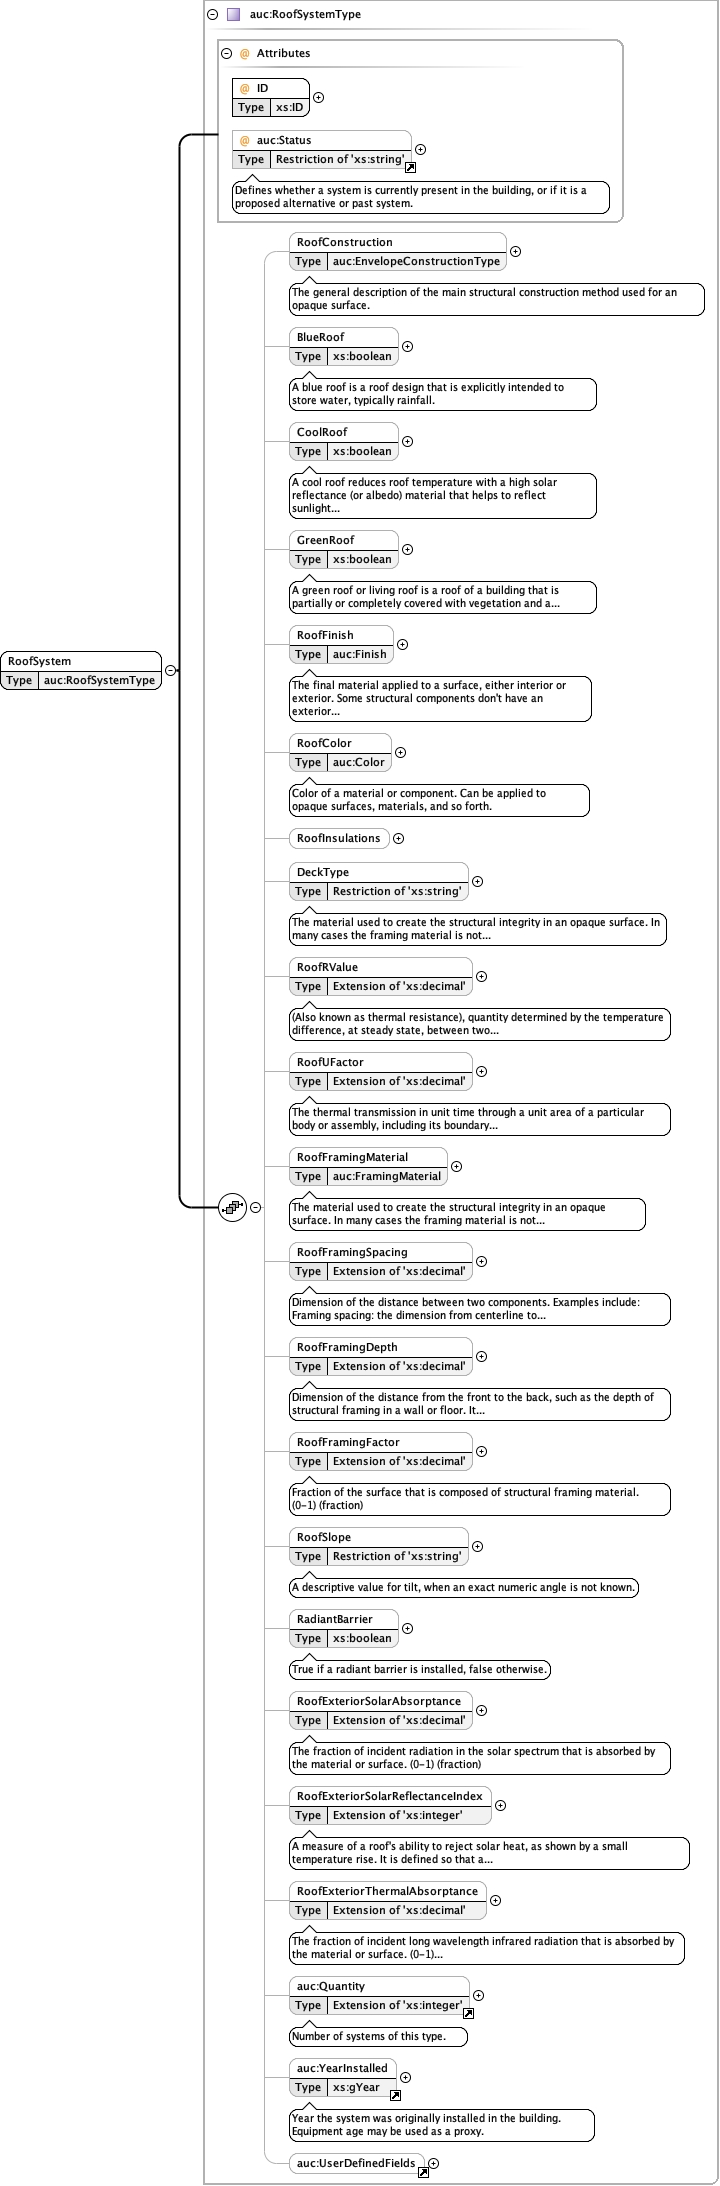 auc:RoofSystemType
@ Attributes
@ ID
Type xs:ID
@ auc:Status
Type Restriction of 'xs:string'
Defines whether a system is currently present in the building, or if it is a
proposed alternative or past system.
RoofConstruction
Type auc:EnvelopeConstructionType
The general description of the main structural construction method used for an
opaque surface.
BlueRoof
Type xs:boolean
A blue roof is a roof design that is explicitly intended to
store water, typically rainfall.
CoolRoof
Type xs:boolean
A cool roof reduces roof temperature with a high solar
reflectance (or albedo) material that helps to reflect
sunlight...
GreenRoof
Type xs:boolean
A green roof or living roof is a roof of a building that is
partially or completely covered with vegetation and a...
RoofFinish
Type auc:Finish
RoofSystem
Type auc:RoofSystemType
The final material applied to a surface, either interior or
exterior. Some structural components don't have an
exterior...
RoofColor
Type auc:Color
Color of a material or component. Can be applied to
opaque surfaces, materials, and so forth.
RoofInsulations
DeckType
Type Restriction of 'xs:string'
The material used to create the structural integrity in an opaque surface. In
many cases the framing material is not...
RoofRValue
Type Extension of 'xs:decimal'
(Also known as thermal resistance), quantity determined by the temperature
difference, at steady state, between two...
RoofUFactor
Type Extension of 'xs:decimal'
The thermal transmission in unit time through a unit area of a particular
body or assembly, including its boundary...
RoofFramingMaterial
Type auc:FramingMaterial
The material used to create the structural integrity in an opaque
surface. In many cases the framing material is not...
RoofFramingSpacing
Type Extension of 'xs:decimal'
Dimension of the distance between two components. Examples include:
Framing spacing: the dimension from centerline to...
RoofFramingDepth
Type Extension of 'xs:decimal'
Dimension of the distance from the front to the back, such as the depth of
structural framing in a wall or floor. It...
RoofFramingFactor
Type Extension of 'xs:decimal'
Fraction of the surface that is composed of structural framing material.
(0-1) (fraction)
RoofSlope
Type Restriction of 'xs:string'
A descriptive value for tilt, when an exact numeric angle is not known.
RadiantBarrier
Type xs:boolean
True if a radiant barrier is installed, false otherwise.
RoofExteriorSolarAbsorptance
Type Extension of 'xs:decimal'
The fraction of incident radiation in the solar spectrum that is absorbed by
the material or surface. (0-1) (fraction)
RoofExteriorSolarReflectanceIndex
Type Extension of 'xs:integer'
A measure of a roof's ability to reject solar heat, as shown by a small
temperature rise. It is defined so that a...
RoofExteriorThermalAbsorptance
Type Extension of 'xs:decimal'
The fraction of incident long wavelength infrared radiation that is absorbed by
the material or surface. (0-1)...
auc:Quantity
Type Extension of 'xs:integer'
Number of systems of this type.
auc:YearInstalled
Type xs:gYear
Year the system was originally installed in the building.
Equipment age may be used as a proxy.
auc:UserDefinedFields